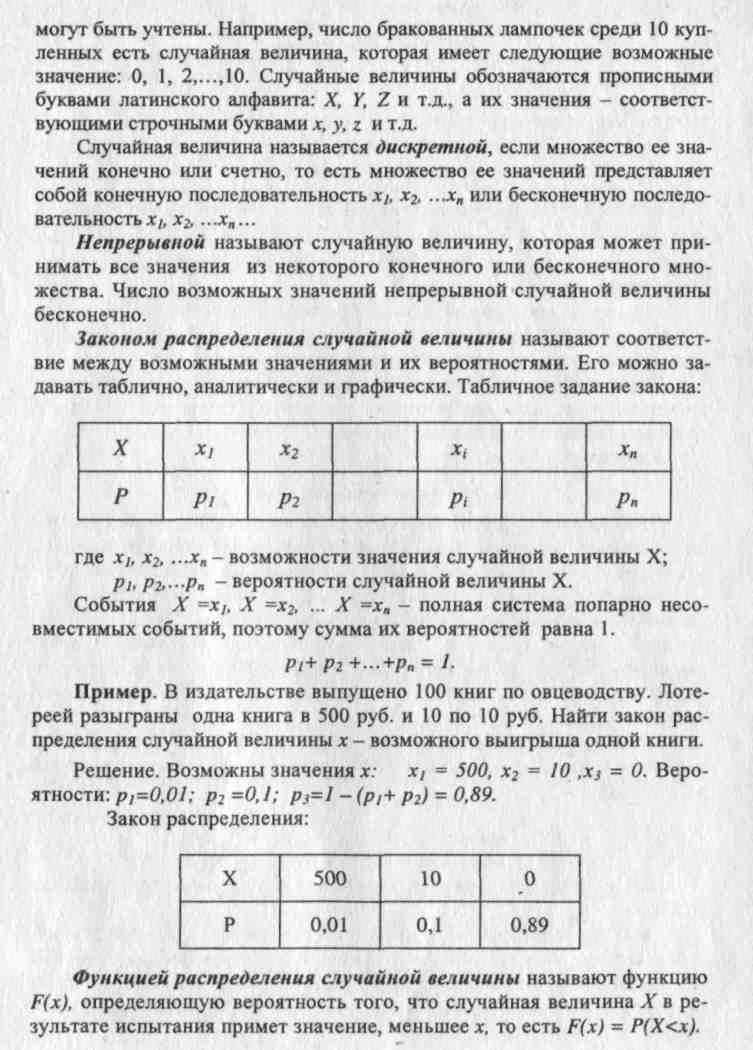 могут быть учтены. Например, число бракованных лампочек среди 10 куп-
ленных есть случайная величина, которая имеет следующие возможные
значение: 0, 1, 2,...,10. Случайные величины обозначаются прописными
буквами латинского алфавита: X, Y, Z и т.д., а их значения – соответст-
вующими строчными буквами x, y, z и т.д.
Случайная величина называется дискретной, если множество ее зна-
чений конечно или счетно, то есть множество ее значений представляет
собой конечную последовательность x₁, x₂, ...xₙ или бесконечную последо-
вательность x₁, x₂, ...xₙ...
Непрерывной называют случайную величину, которая может при-
нимать все значения из некоторого конечного или бесконечного мно-
жества. Число возможных значений непрерывной случайной величины
бесконечно.
Законом распределения случайной величины называют соответст-
вие между возможными значениями и их вероятностями. Его можно за-
давать таблично, аналитически и графически. Табличное задание закона:
X x₁ x₂ xᵢ xₙ
P p₁ p₂ pᵢ pₙ
где x₁, x₂, ...xₙ – возможности значения случайной величины X;
p₁, p₂,...pₙ – вероятности случайной величины X.
События X =x₁, X =x₂, ... X =xₙ – полная система попарно несо-
вместимых событий, поэтому сумма их вероятностей равна 1.
p₁+ p₂ +...+pₙ = 1.
Пример. В издательстве выпущено 100 книг по овцеводству. Лоте-
реей разыграны одна книга в 500 руб. и 10 по 10 руб. Найти закон рас-
пределения случайной величины x – возможного выигрыша одной книги.
Решение. Возможны значения x: x₁ = 500, x₂ = 10 ,x₃ = 0. Веро-
ятности: p₁=0,01; p₂ =0,1; p₃=1 – (p₁+ p₂) = 0,89.
Закон распределения:
X 500 10 0
P 0,01 0,1 0,89
Функцией распределения случайной величины называют функцию
F(x), определяющую вероятность того, что случайная величина X в ре-
зультате испытания примет значение, меньшее x, то есть F(x) = P(X<x).